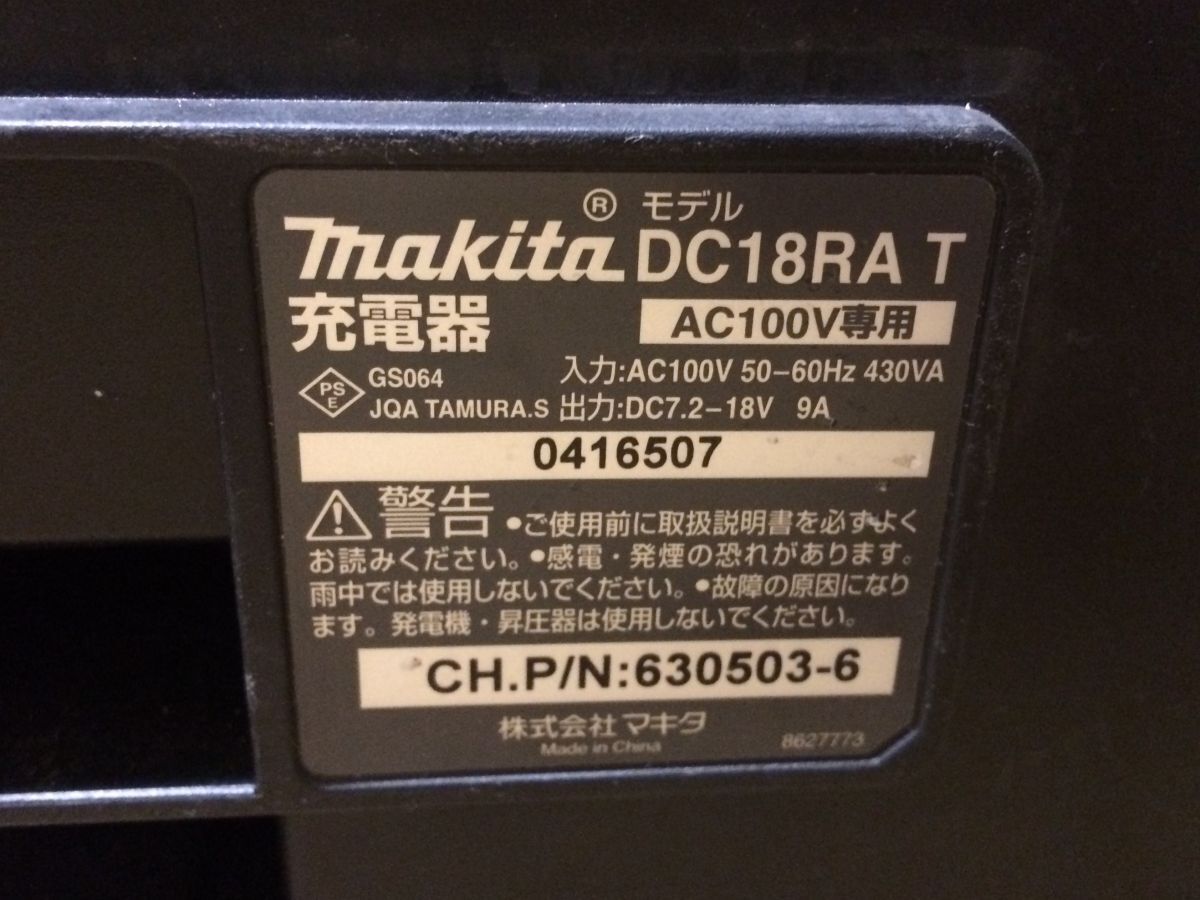 ® モデル
makita DC18RA T
充電器 AC100V専用
PSE GS064 入力:AC100V 50-60Hz 430VA
JQA TAMURA.S 出力:DC7.2-18V 9A
0416507
警告 •ご使用前に取扱説明書を必ずよく
お読みください。•感電・発煙の恐れがあります。
雨中では使用しないでください。•故障の原因になり
ます。発電機・昇圧器は使用しないでください。
CH.P/N:630503-6
株式会社 マキタ
Made in China 8627773